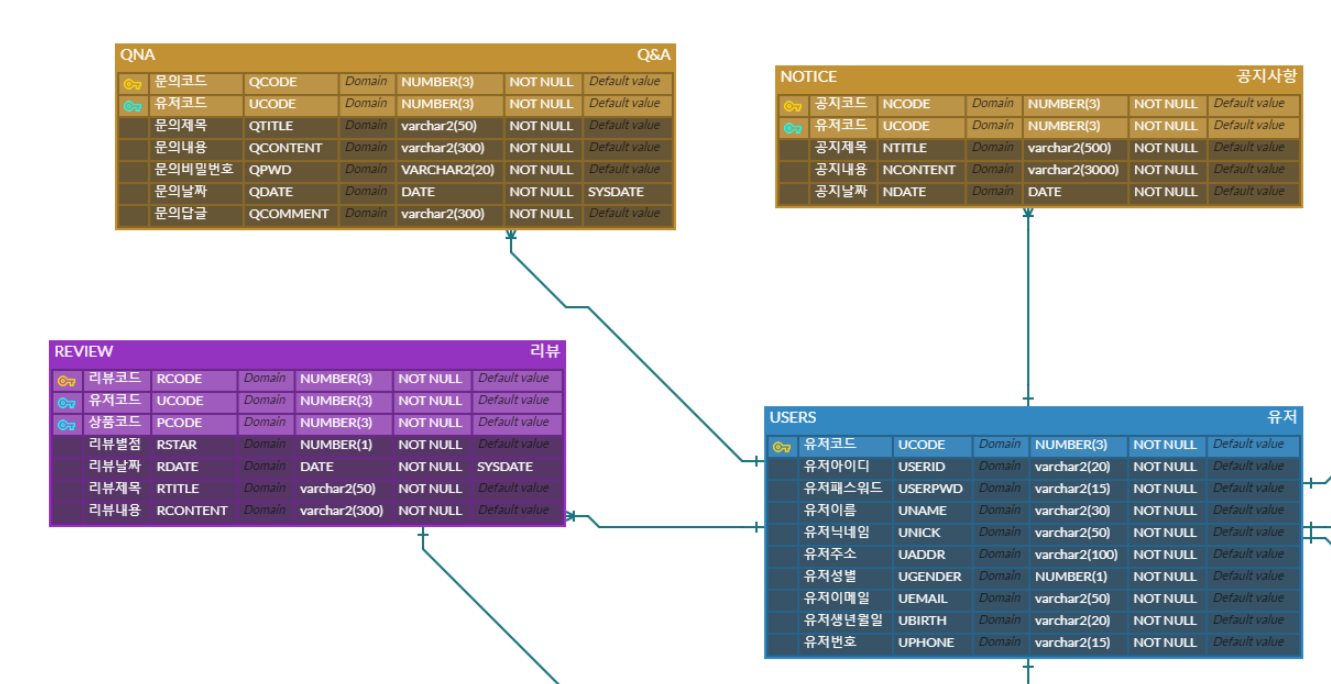 QNA Q&A
문의코드 QCODE Domain NUMBER(3) NOT NULL Default value
유저코드 UCODE Domain NUMBER(3) NOT NULL Default value
문의제목 QTITLE Domain varchar2(50) NOT NULL Default value
문의내용 QCONTENT Domain varchar2(300) NOT NULL Default value
문의비밀번호 QPWD Domain VARCHAR2(20) NOT NULL Default value
문의날짜 QDATE Domain DATE NOT NULL SYSDATE
문의답글 QCOMMENT Domain varchar2(300) NOT NULL Default value
NOTICE 공지사항
공지코드 NCODE Domain NUMBER(3) NOT NULL Default value
유저코드 UCODE Domain NUMBER(3) NOT NULL Default value
공지제목 NTITLE Domain varchar2(500) NOT NULL Default value
공지내용 NCONTENT Domain varchar2(3000) NOT NULL Default value
공지날짜 NDATE Domain DATE NOT NULL Default value
REVIEW 리뷰
리뷰코드 RCODE Domain NUMBER(3) NOT NULL Default value
유저코드 UCODE Domain NUMBER(3) NOT NULL Default value
상품코드 PCODE Domain NUMBER(3) NOT NULL Default value
리뷰별점 RSTAR Domain NUMBER(1) NOT NULL Default value
리뷰날짜 RDATE Domain DATE NOT NULL SYSDATE
리뷰제목 RTITLE Domain varchar2(50) NOT NULL Default value
리뷰내용 RCONTENT Domain varchar2(300) NOT NULL Default value
USERS 유저
유저코드 UCODE Domain NUMBER(3) NOT NULL Default value
유저아이디 USERID Domain varchar2(20) NOT NULL Default value
유저패스워드 USERPWD Domain varchar2(15) NOT NULL Default value
유저이름 UNAME Domain varchar2(30) NOT NULL Default value
유저닉네임 UNICK Domain varchar2(50) NOT NULL Default value
유저주소 UADDR Domain varchar2(100) NOT NULL Default value
유저성별 UGENDER Domain NUMBER(1) NOT NULL Default value
유저이메일 UEMAIL Domain varchar2(50) NOT NULL Default value
유저생년월일 UBIRTH Domain varchar2(20) NOT NULL Default value
유저번호 UPHONE Domain varchar2(15) NOT NULL Default value